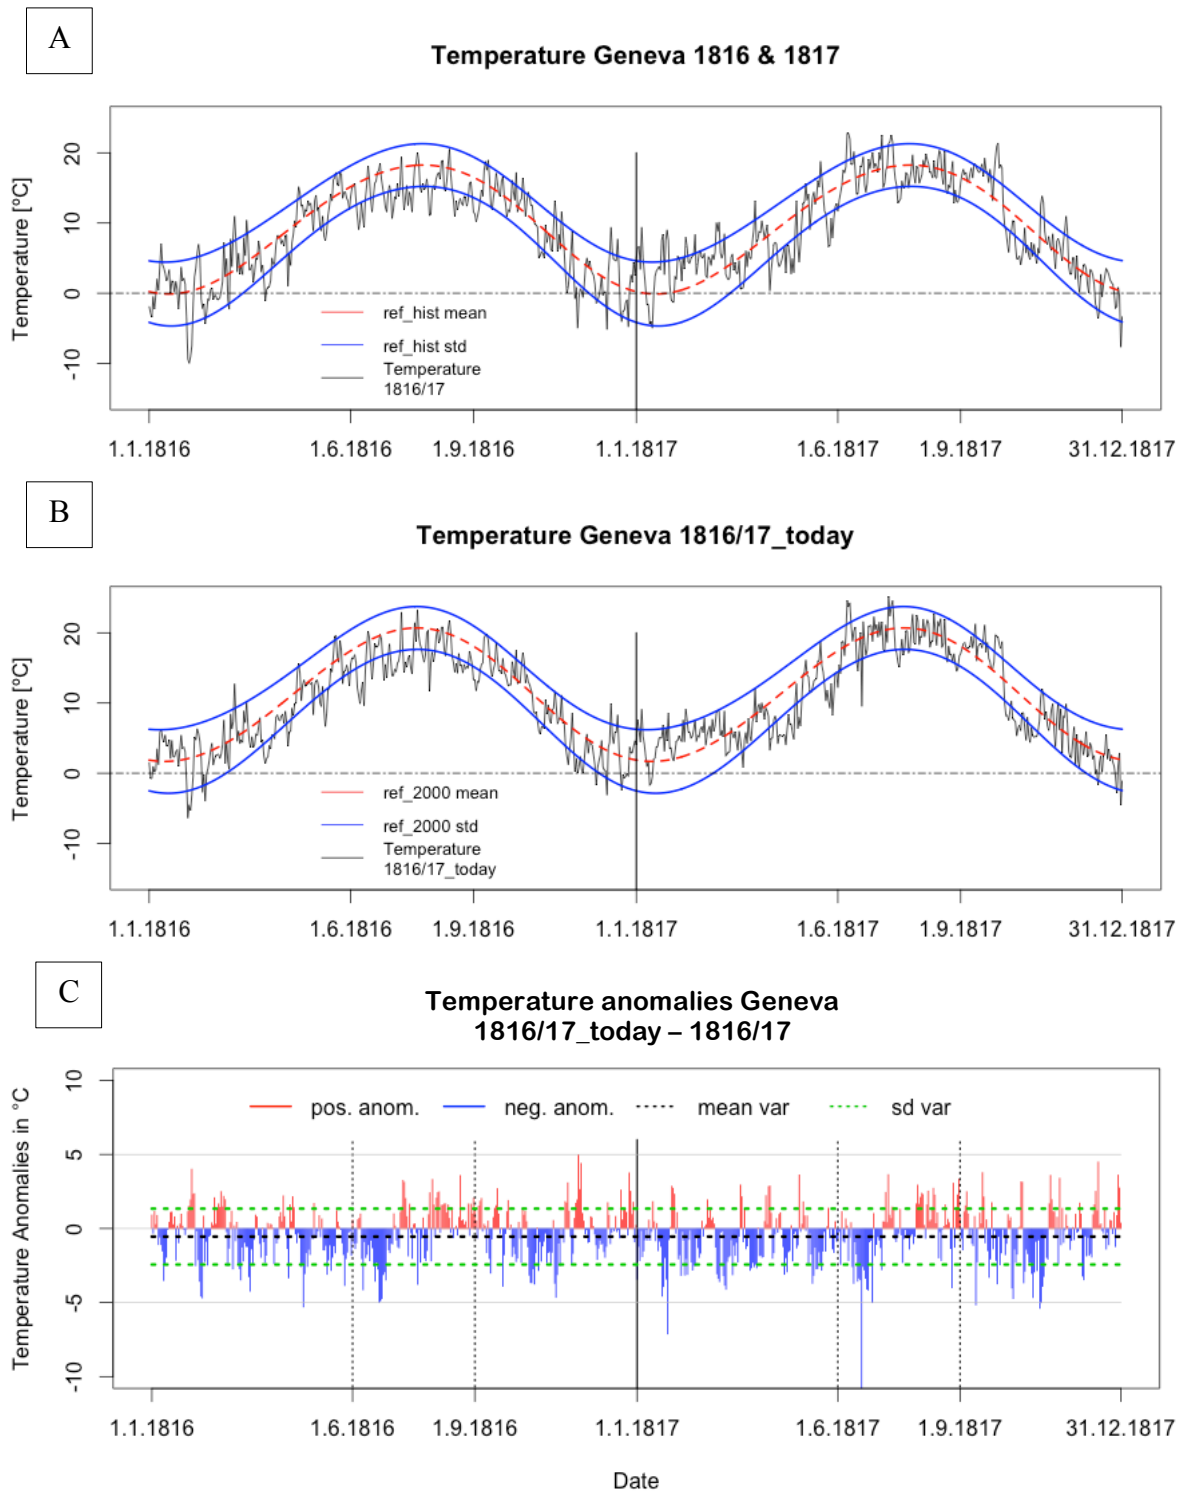 A
Temperature Geneva 1816 & 1817
Temperature [ºC]
20
10
0
-10
ref_hist mean
ref_hist std
Temperature
1816/17
1.1.1816 1.6.1816 1.9.1816 1.1.1817 1.6.1817 1.9.1817 31.12.1817
B
Temperature Geneva 1816/17_today
Temperature [ºC]
20
10
0
-10
ref_2000 mean
ref_2000 std
Temperature
1816/17_today
1.1.1816 1.6.1816 1.9.1816 1.1.1817 1.6.1817 1.9.1817 31.12.1817
C
Temperature anomalies Geneva
1816/17_today – 1816/17
Temperature Anomalies in °C
10
5
0
-5
-10
pos. anom. neg. anom. mean var sd var
1.1.1816 1.6.1816 1.9.1816 1.1.1817 1.6.1817 1.9.1817 31.12.1817
Date